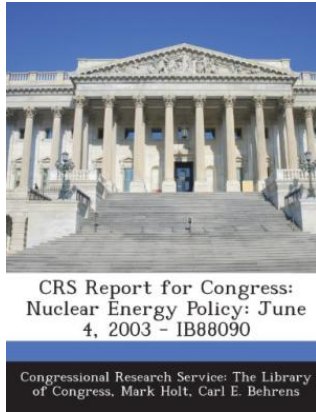 CRS Report for Congress:
Nuclear Energy Policy: June
4, 2003 - IB88090
Congressional Research Service: The Library
of Congress, Mark Holt, Carl E. Behrens